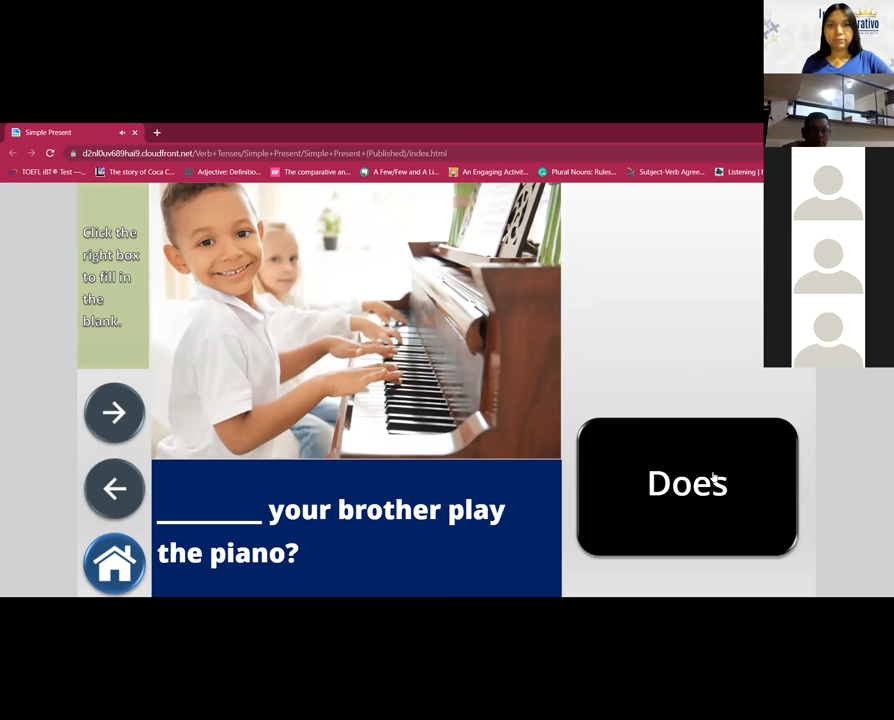 Simple Present
d2nl0uv689hai9.cloudfront.net/Verb+Tenses/Simple+Present/Simple+Present+(Published)/index.html
TOEFL iBT® Test —...
The story of Coca C
Adjective: Definitio...
The comparative an...
A Few/Few and A Li...
An Engaging Activit...
Plural Nouns: Rules...
Subject-Verb Agree...
Listening |
Click the
right box
to fill in
the
blank.
Does
_________ your brother play
the piano?